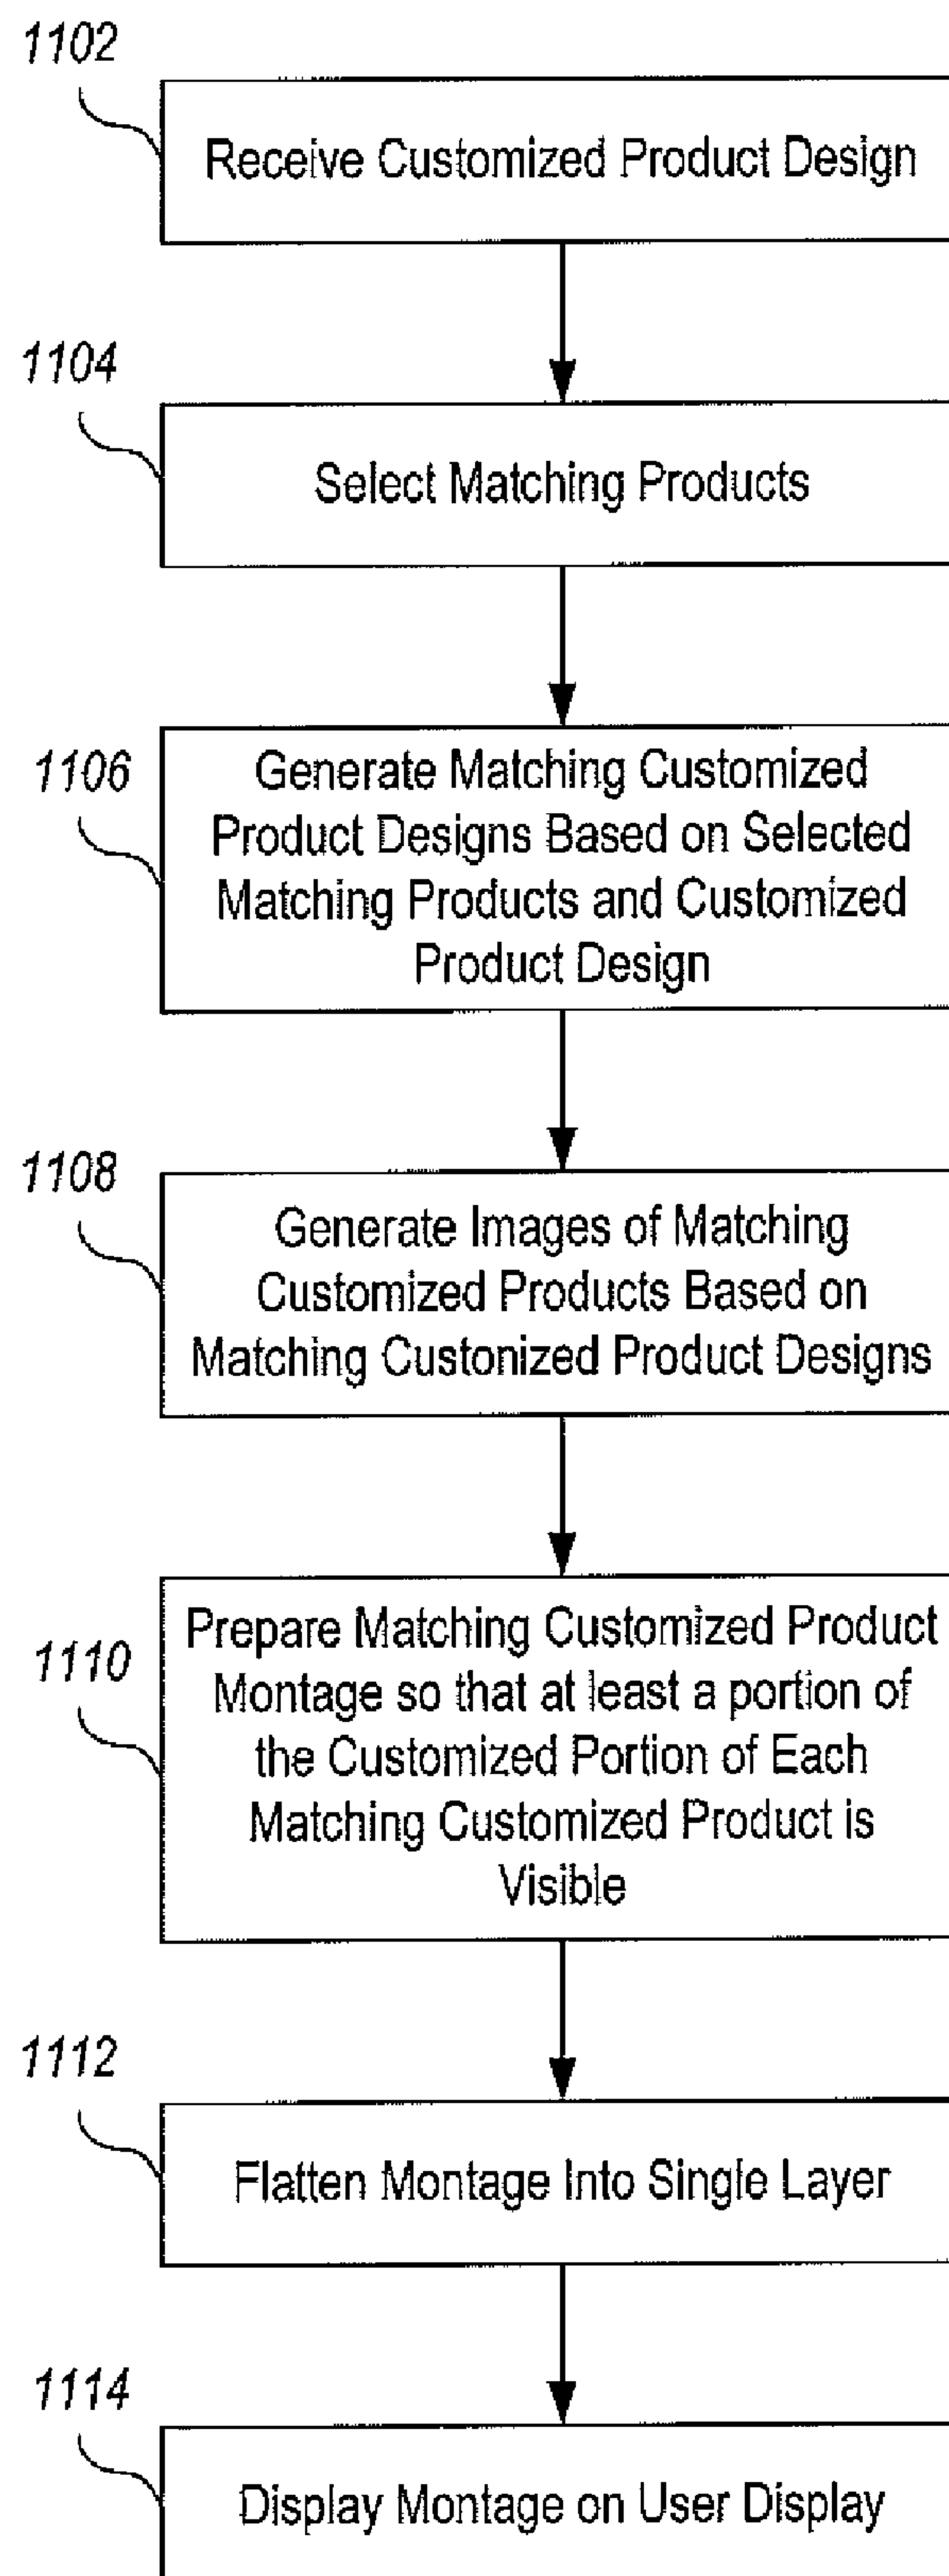 1102
Receive Customized Product Design
1104
Select Matching Products
1106
Generate Matching Customized
Product Designs Based on Selected
Matching Products and Customized
Product Design
1108
Generate Images of Matching
Customized Products Based on
Matching Custonized Product Designs
1110
Prepare Matching Customized Product
Montage so that at least a portion of
the Customized Portion of Each
Matching Customized Product is
Visible
1112
Flatten Montage Into Single Layer
1114
Display Montage on User Display